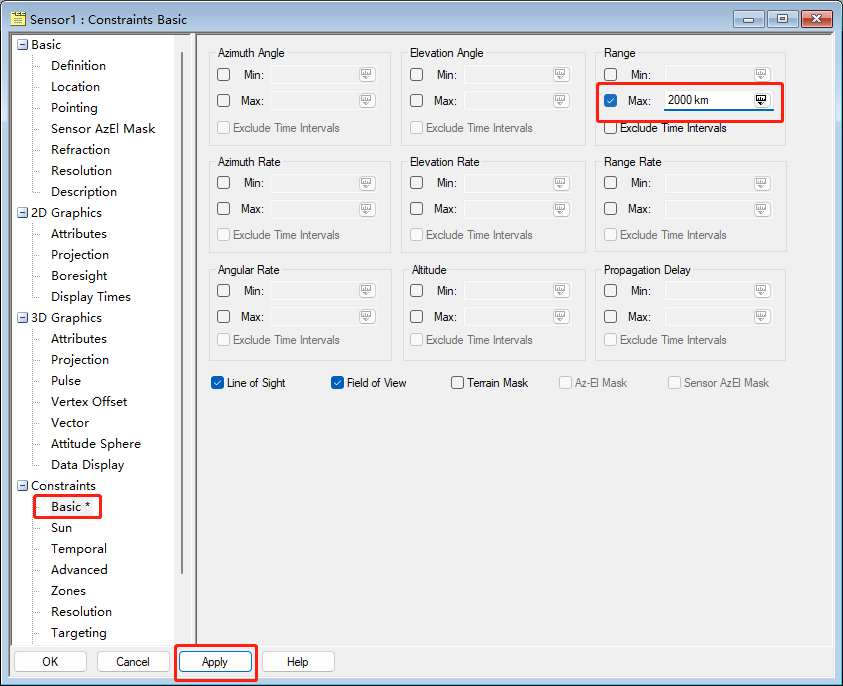 Sensor1 : Constraints Basic
Basic
Definition
Location
Pointing
Sensor AzEl Mask
Refraction
Resolution
Description
2D Graphics
Attributes
Projection
Boresight
Display Times
3D Graphics
Attributes
Projection
Pulse
Vertex Offset
Vector
Attitude Sphere
Data Display
Constraints
Basic *
Sun
Temporal
Advanced
Zones
Resolution
Targeting
Azimuth Angle
Min:
Max:
Exclude Time Intervals
Elevation Angle
Min:
Max:
Exclude Time Intervals
Range
Min:
Max: 2000 km
Exclude Time Intervals
Azimuth Rate
Min:
Max:
Exclude Time Intervals
Elevation Rate
Min:
Max:
Exclude Time Intervals
Range Rate
Min:
Max:
Exclude Time Intervals
Angular Rate
Min:
Max:
Exclude Time Intervals
Altitude
Min:
Max:
Exclude Time Intervals
Propagation Delay
Min:
Max:
Exclude Time Intervals
Line of Sight Field of View Terrain Mask Az-El Mask Sensor AzEl Mask
OK Cancel Apply Help